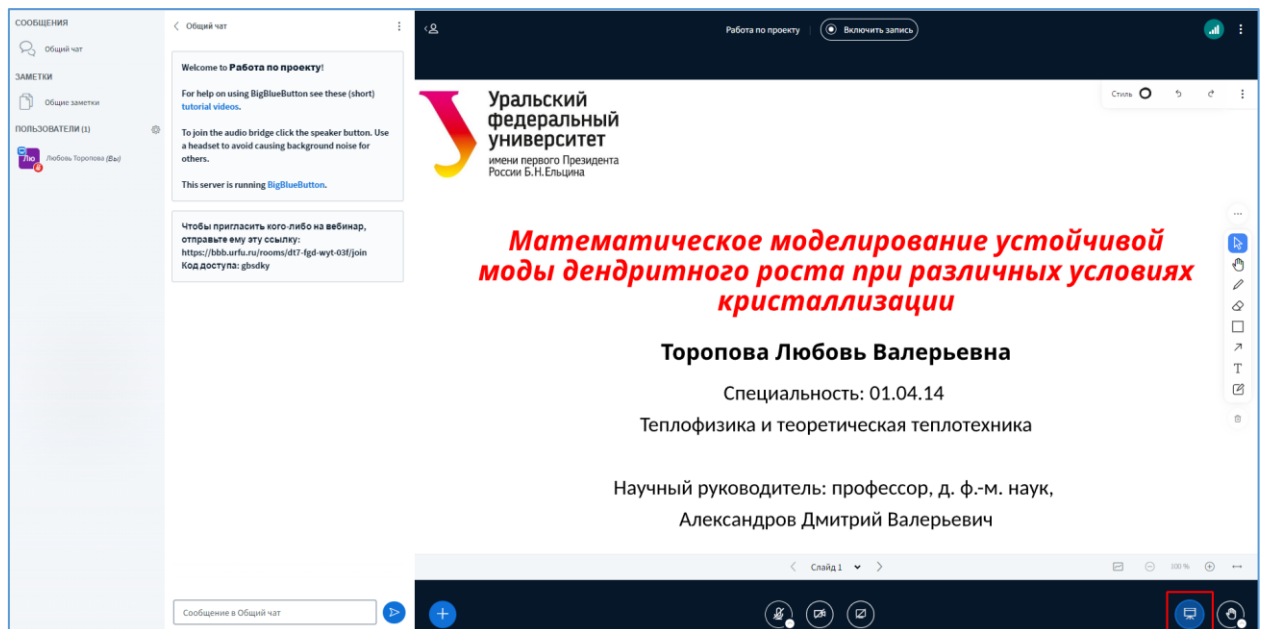 СООБЩЕНИЯ
Общий чат
ЗАМЕТКИ
Общие заметки
ПОЛЬЗОВАТЕЛИ (1)
Лю
Любовь Торопова (Вы)
Общий чат
Welcome to Работа по проекту!
For help on using BigBlueButton see these (short)
tutorial videos.
To join the audio bridge click the speaker button. Use
a headset to avoid causing background noise for
others.
This server is running BigBlueButton.
Чтобы пригласить кого-либо на вебинар,
отправьте ему эту ссылку:
https://bbb.urfu.ru/rooms/dt7-fgd-wyt-03f/join
Код доступа: gbsdky
Сообщение в Общий чат
Работа по проекту
Включить запись
Уральский
федеральный
университет
имени первого Президента
России Б.Н.Ельцина
Стиль
Математическое моделирование устойчивой
моды дендритного роста при различных условиях
кристаллизации
Торопова Любовь Валерьевна
Специальность: 01.04.14
Теплофизика и теоретическая теплотехника
Научный руководитель: профессор, д. ф.-м. наук,
Александров Дмитрий Валерьевич
T
Слайд 1
100 %